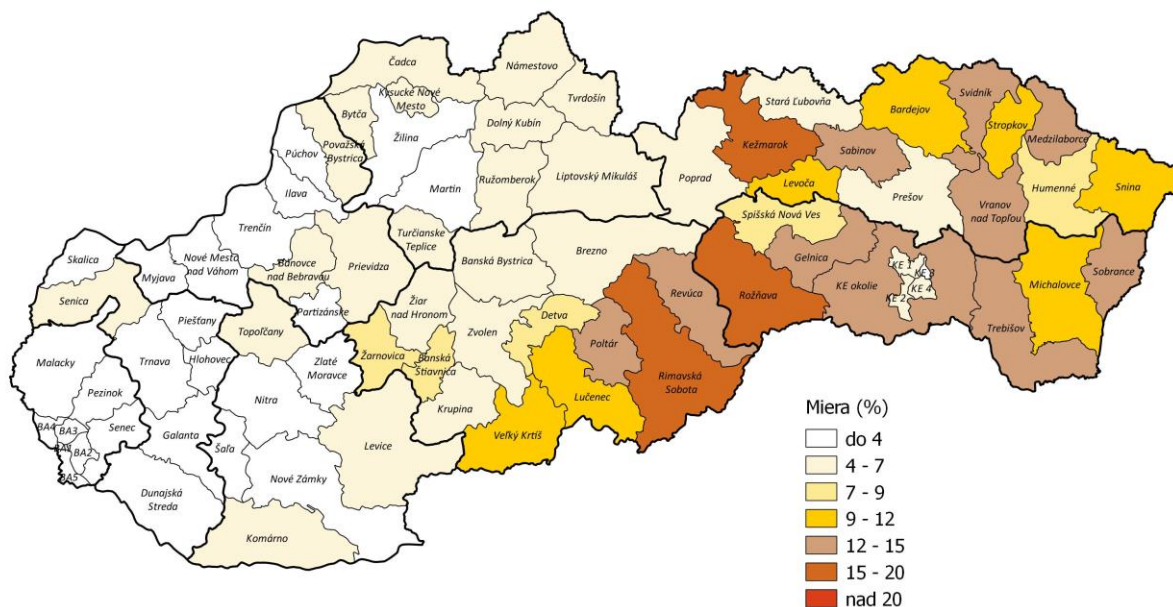 Čadca
Námestovo
Kysucké Nové
Mesto
Tvrdošín
Bytča
Dolný Kubín
Považská
Bystrica
Žilina
Púchov
Ilava
Martin
Ružomberok
Liptovský Mikuláš
Poprad
Stará Ľubovňa
Kežmarok
Sabinov
Bardejov
Svidník
Stropkov
Medzilaborce
Levoča
Prešov
Vranov
nad Topľou
Humenné
Snina
Trenčín
Turčianske
Teplice
Spišská Nová Ves
Skalica
Myjava
Nové Mesto
nad Váhom
Bánovce
nad Bebravou
Prievidza
Banská Bystrica
Brezno
Gelnica
KE okolie
KE 1
KE 3
KE 4
KE 2
Michalovce
Sobrance
Senica
Piešťany
Topoľčany
Partizánske
Žiar
nad Hronom
Zvolen
Detva
Revúca
Rožňava
Trebišov
Malacky
Trnava
Hlohovec
Zlaté
Moravce
Žarnovica
Banská
Štiavnica
Poltár
Rimavská
Sobota
Pezinok
Nitra
Krupina
Lučenec
Veľký Krtíš
BA4
BA3
BA2
BA5
Senec
Galanta
Šaľa
Levice
Nové Zámky
Dunajská
Streda
Komárno
Miera (%)
do 4
4 - 7
7 - 9
9 - 12
12 - 15
15 - 20
nad 20